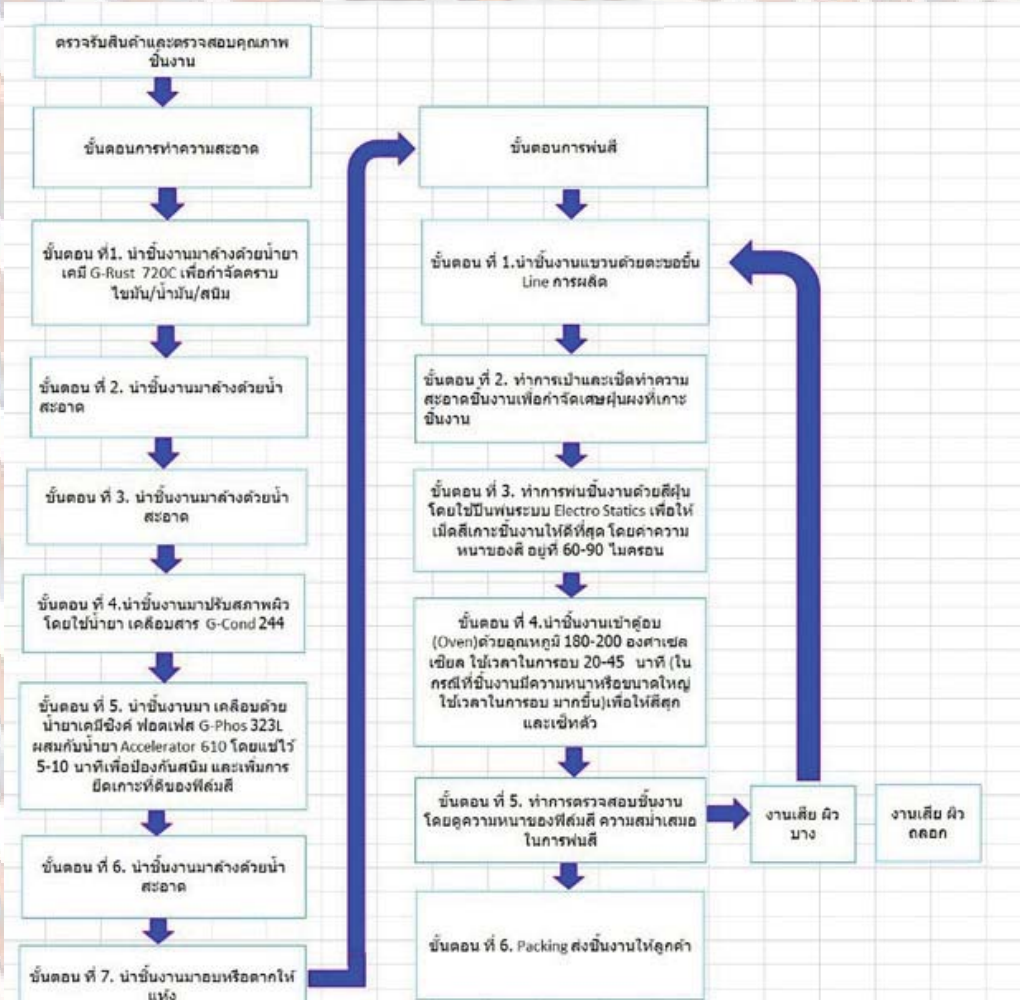 ตรวจรับสินค้าและตรวจสอบคุณภาพ
ชิ้นงาน
ขั้นตอนการทำความสะอาด
ขั้นตอน ที่1. นำชิ้นงานมาล้างด้วยน้ำยา
เคมี G-Rust 720C เพื่อกำจัดคราบ
ไขมัน/น้ำมัน/สนิม
ขั้นตอน ที่ 2. นำชิ้นงานมาล้างด้วยน้ำ
สะอาด
ขั้นตอน ที่ 3. นำชิ้นงานมาล้างด้วยน้ำ
สะอาด
ขั้นตอน ที่ 4.นำชิ้นงานมาปรับสภาพผิว
โดยใช้น้ำยา เคลือบสาร G-Cond 244
ขั้นตอน ที่ 5. นำชิ้นงานมา เคลือบด้วย
น้ำยาเคมีซิงค์ ฟอตเฟส G-Phos 323L
ผสมกับน้ำยา Accelerator 610 โดยแช่ไว้
5-10 นาทีเพื่อป้องกันสนิม และเพิ่มการ
ยึดเกาะที่ดีของฟิล์มสี
ขั้นตอน ที่ 6. นำชิ้นงานมาล้างด้วยน้ำ
สะอาด
ขั้นตอน ที่ 7. นำชิ้นงานมาอบหรือตากให้
แห้ง
ขั้นตอนการพ่นสี
ขั้นตอน ที่ 1.นำชิ้นงานแขวนด้วยตะขอขึ้น
Line การผลิต
ขั้นตอน ที่ 2. ทำการเป่าและเช็ดทำความ
สะอาดชิ้นงานเพื่อกำจัดเศษฝุ่นผงที่เกาะ
ชิ้นงาน
ขั้นตอน ที่ 3. ทำการพ่นชิ้นงานด้วยสีฝุ่น
โดยใช้ปืนพ่นระบบ Electro Statics เพื่อให้
เม็ดสีเกาะชิ้นงานให้ดีที่สุด โดยค่าความ
หนาของสี อยู่ที่ 60-90 ไมครอน
ขั้นตอน ที่ 4.นำชิ้นงานเข้าตู้อบ
(Oven)ด้วยอุณหภูมิ 180-200 องศาเซล
เซียล ใช้เวลาในการอบ 20-45 นาที (ใน
กรณีที่ชิ้นงานมีความหนาหรือขนาดใหญ่
ใช้เวลาในการอบ มากขึ้น)เพื่อให้สีสุก
และเซ็ทตัว
ขั้นตอน ที่ 5. ทำการตรวจสอบชิ้นงาน
โดยดูความหนาของฟิล์มสี ความสม่ำเสมอ
ในการพ่นสี
งานเสีย ผิว
บาง
งานเสีย ผิว
ถลอก
ขั้นตอน ที่ 6. Packing ส่งชิ้นงานให้ลูกค้า